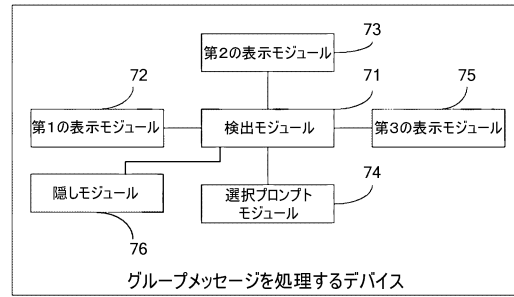 73
第2の表示モジュール
72
71
75
第1の表示モジュール
検出モジュール
第3の表示モジュール
74
隠しモジュール
選択プロンプト
モジュール
76
グループメッセージを処理するデバイス